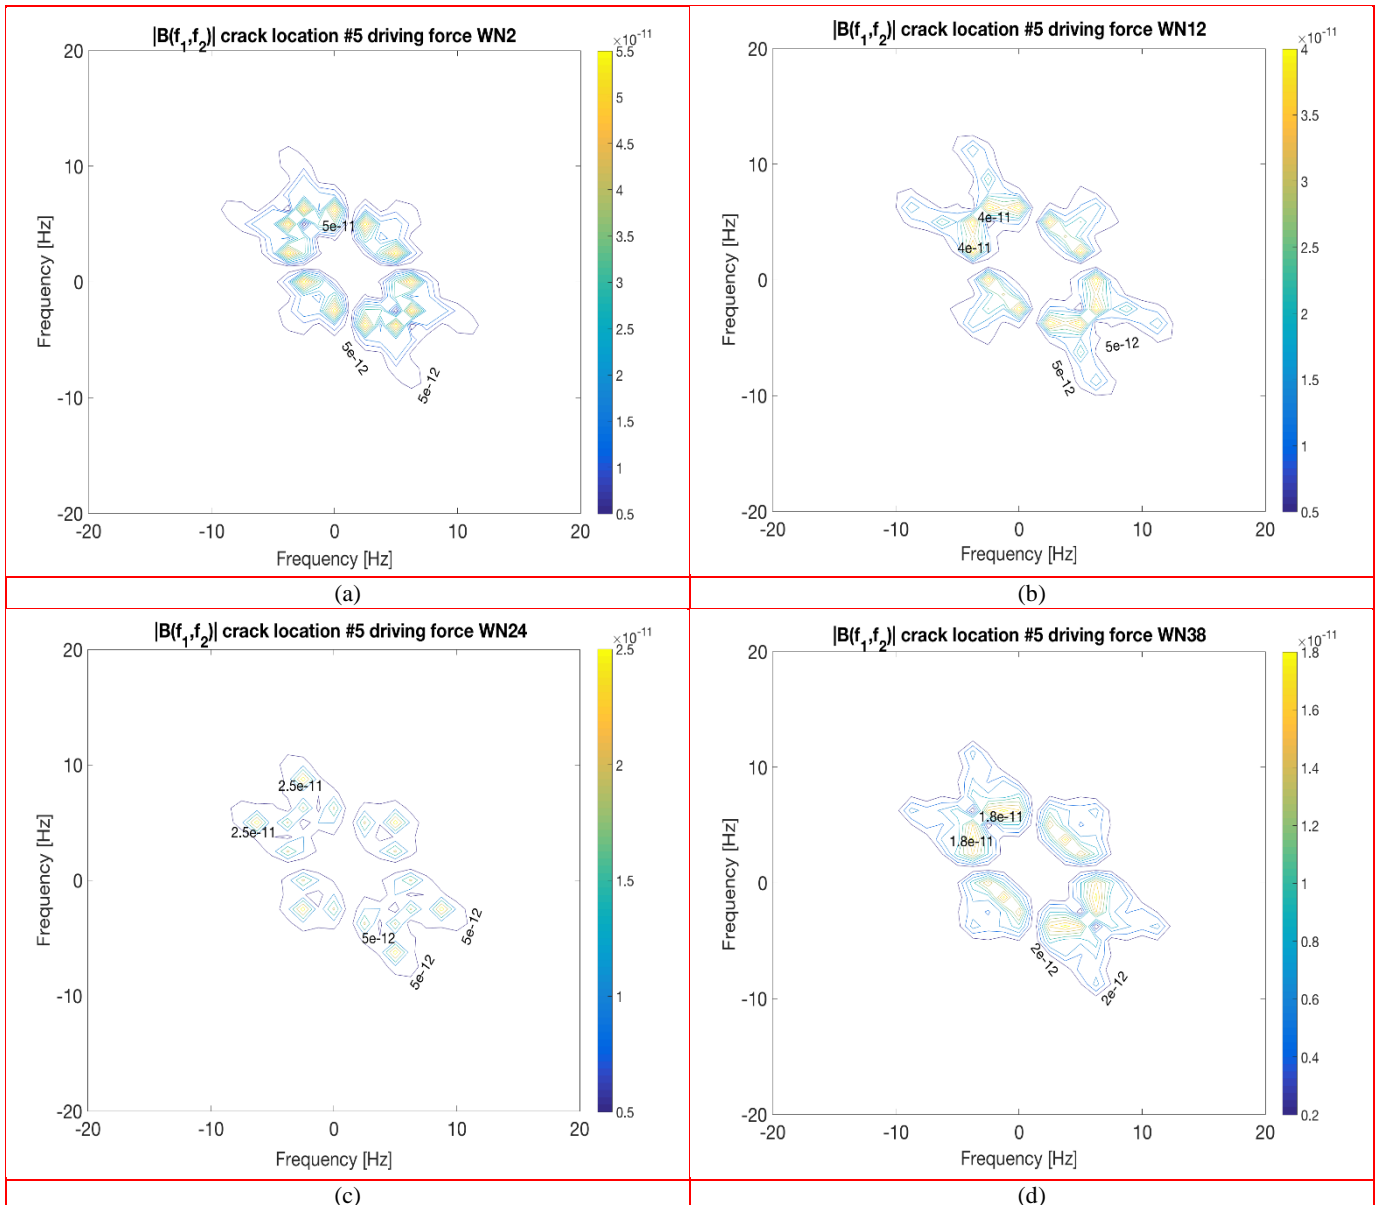 |B(f1,f2)| crack location #5 driving force WN2
×10-11
20
10
0
-10
-20
-20
-10
0
10
20
Frequency [Hz]
Frequency [Hz]
5e-11
5e-12
5e-12
5.5
5
4.5
4
3.5
3
2.5
2
1.5
1
0.5
(a)
|B(f1,f2)| crack location #5 driving force WN12
×10-11
20
10
0
-10
-20
-20
-10
0
10
20
Frequency [Hz]
Frequency [Hz]
4e-11
4e-11
5e-12
5e-12
4
3.5
3
2.5
2
1.5
1
0.5
(b)
|B(f1,f2)| crack location #5 driving force WN24
×10-11
20
10
0
-10
-20
-20
-10
0
10
20
Frequency [Hz]
Frequency [Hz]
2.5e-11
2.5e-11
5e-12
5e-12
5e-12
2.5
2
1.5
1
0.5
(c)
|B(f1,f2)| crack location #5 driving force WN38
×10-11
20
10
0
-10
-20
-20
-10
0
10
20
Frequency [Hz]
Frequency [Hz]
1.8e-11
1.8e-11
2e-12
2e-12
1.8
1.6
1.4
1.2
1
0.8
0.6
0.4
0.2
(d)